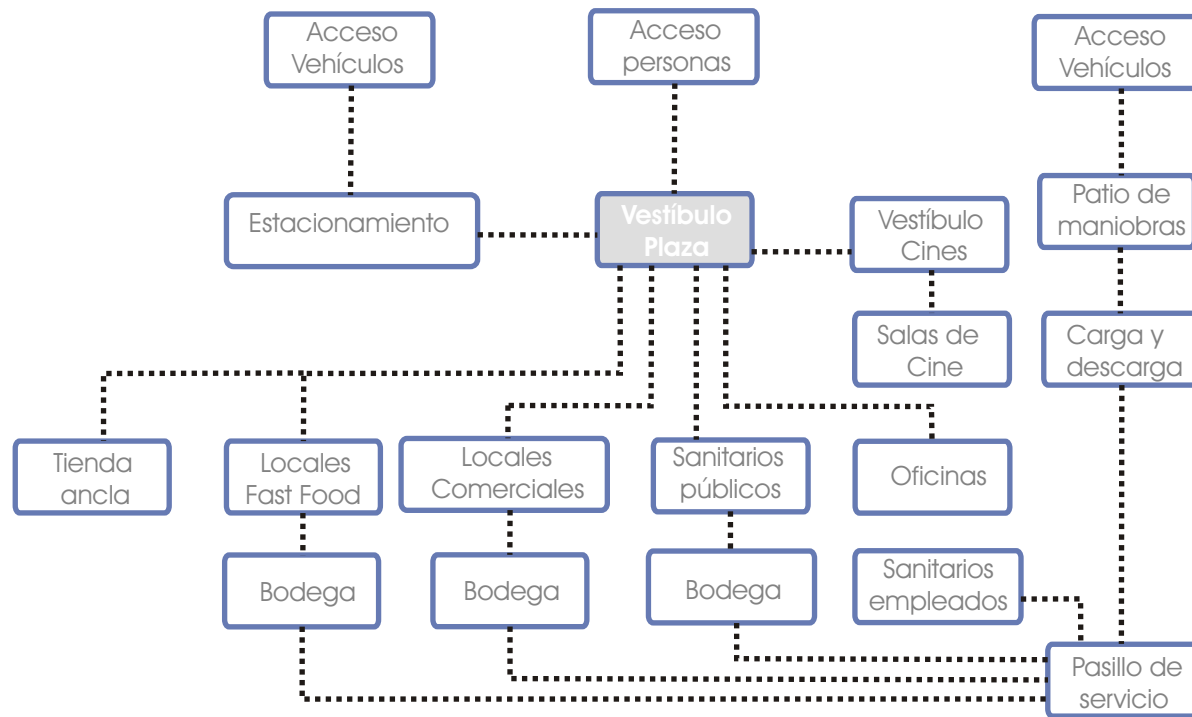 Acceso
Vehículos
Acceso
personas
Acceso
Vehículos
Estacionamiento
Vestíbulo
Plaza
Vestíbulo
Cines
Patio de
maniobras
Salas de
Cine
Carga y
descarga
Tienda
ancla
Locales
Fast Food
Locales
Comerciales
Sanitarios
públicos
Oficinas
Bodega
Bodega
Bodega
Sanitarios
empleados
Pasillo de
servicio